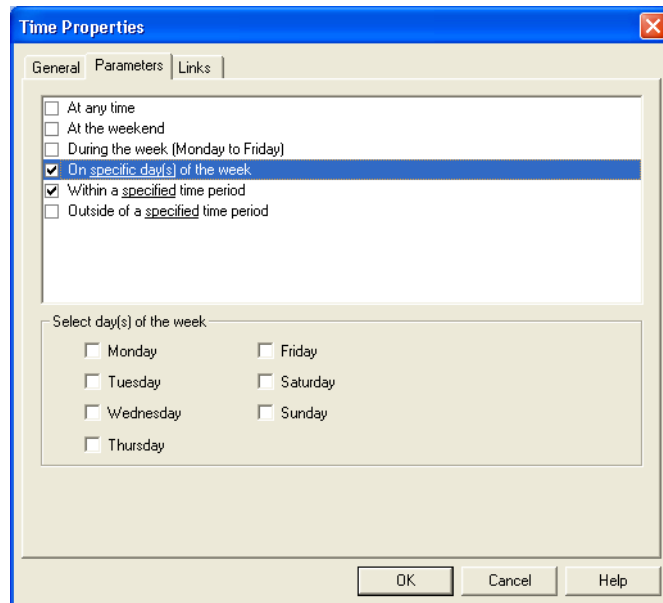 Time Properties
General Parameters Links
At any time
At the weekend
During the week (Monday to Friday)
On specific day(s) of the week
Within a specified time period
Outside of a specified time period
Select day(s) of the week
Monday Friday
Tuesday Saturday
Wednesday Sunday
Thursday
OK Cancel Help